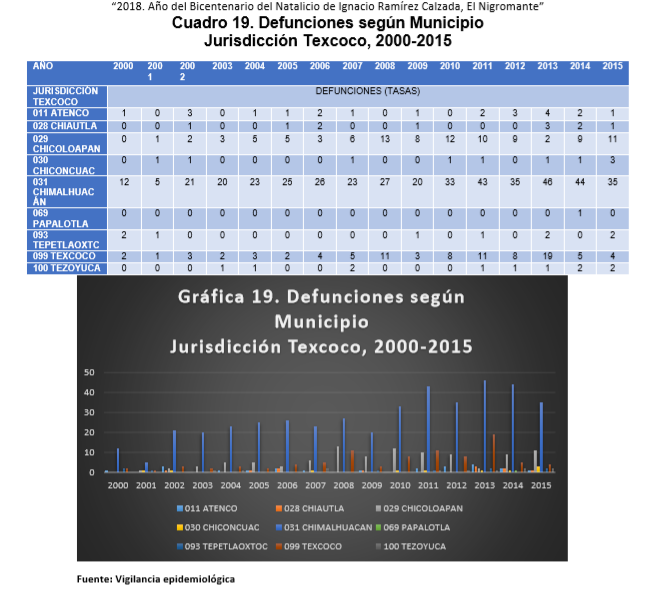 “2018. Año del Bicentenario del Natalicio de Ignacio Ramírez Calzada, El Nigromante”
Cuadro 19. Defunciones según Municipio
Jurisdicción Texcoco, 2000-2015
AÑO 2000 200 200 2003 2004 2005 2006 2007 2008 2009 2010 2011 2012 2013 2014 2015
1 2
JURISDICCIÓN DEFUNCIONES (TASAS)
TEXCOCO
011 ATENCO 1 0 3 0 1 1 2 1 0 1 0 2 3 4 2 1
028 CHIAUTLA 0 0 1 0 0 1 2 0 0 1 0 0 0 3 2 1
029 0 1 2 3 5 5 3 6 13 8 12 10 9 2 9 11
CHICOLOAPAN
030 0 1 1 0 0 0 0 1 0 0 1 1 0 1 1 3
CHICONCUAC
031 12 5 21 20 23 25 26 23 27 20 33 43 35 46 44 35
CHIMALHUAC
ÁN
069 0 0 0 0 0 0 0 0 0 0 0 0 0 0 1 0
PAPALOTLA
093 2 1 0 0 0 0 0 0 0 1 0 1 0 2 0 2
TEPETLAOXTC
099 TEXCOCO 2 1 3 2 3 2 4 5 11 3 8 11 8 19 5 4
100 TEZOYUCA 0 0 0 1 1 0 0 2 0 0 0 1 1 1 2 2
Gráfica 19. Defunciones según
Municipio
Jurisdicción Texcoco, 2000-2015
50
40
30
20
10
0
2000 2001 2002 2003 2004 2005 2006 2007 2008 2009 2010 2011 2012 2013 2014 2015
011 ATENCO 028 CHIAUTLA 029 CHICOLOAPAN
030 CHICONCUAC 031 CHIMALHUACAN 069 PAPALOTLA
093 TEPETLAOXTOC 099 TEXCOCO 100 TEZOYUCA
Fuente: Vigilancia epidemiológica